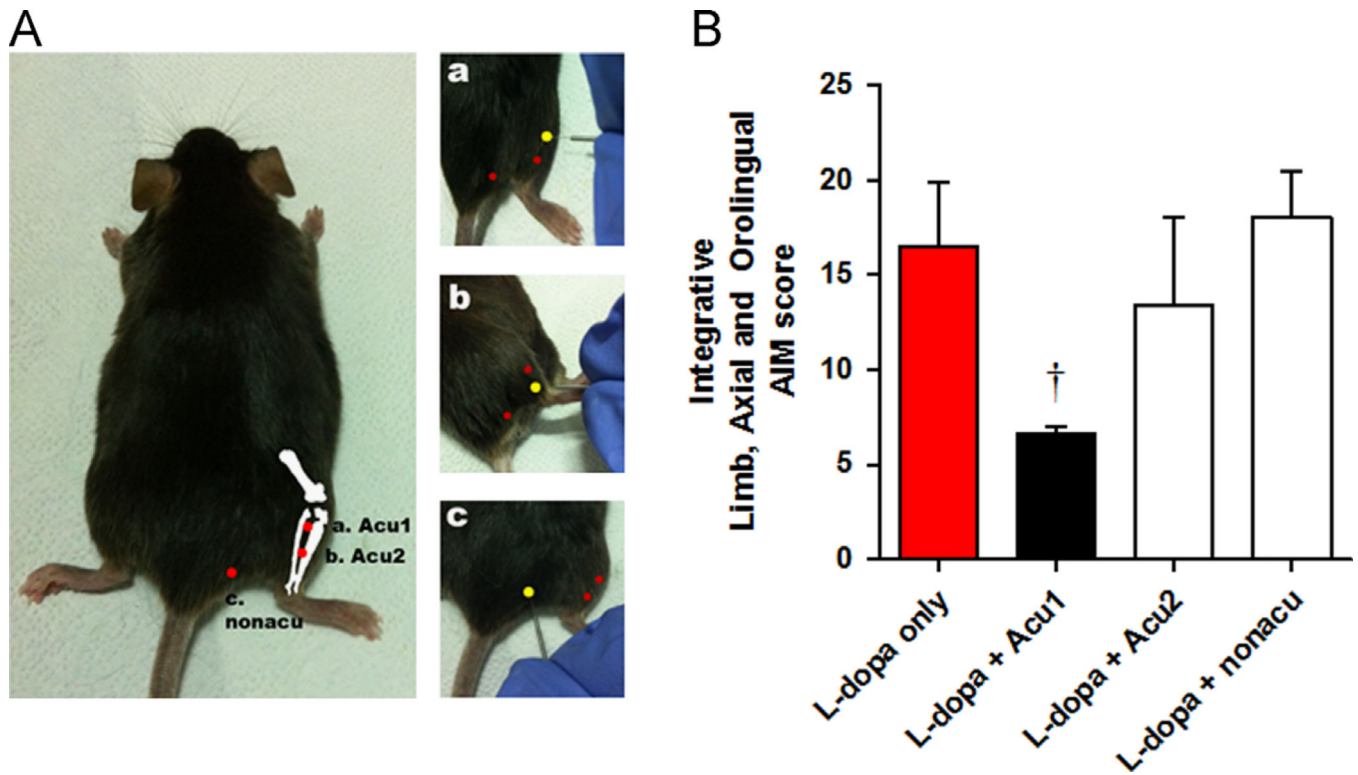 A
B
a
b
c
a. Acu1
b. Acu2
c.
nonacu
Integrative
Limb, Axial and Orolingual
AIM score
25
20
15
10
5
0
†
L-dopa only
L-dopa + Acu1
L-dopa + Acu2
L-dopa + nonacu